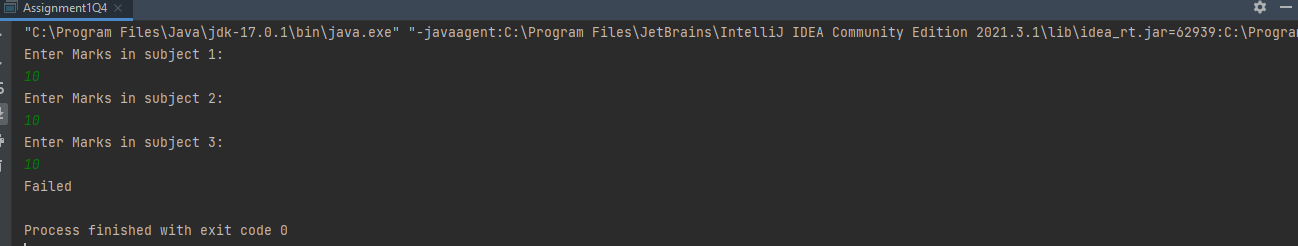 Assignment1Q4
"C:\Program Files\Java\jdk-17.0.1\bin\java.exe" "-javaagent:C:\Program Files\JetBrains\IntelliJ IDEA Community Edition 2021.3.1\lib\idea_rt.jar=62939:C:\Program
Enter Marks in subject 1:
10
Enter Marks in subject 2:
10
Enter Marks in subject 3:
10
Failed
Process finished with exit code 0